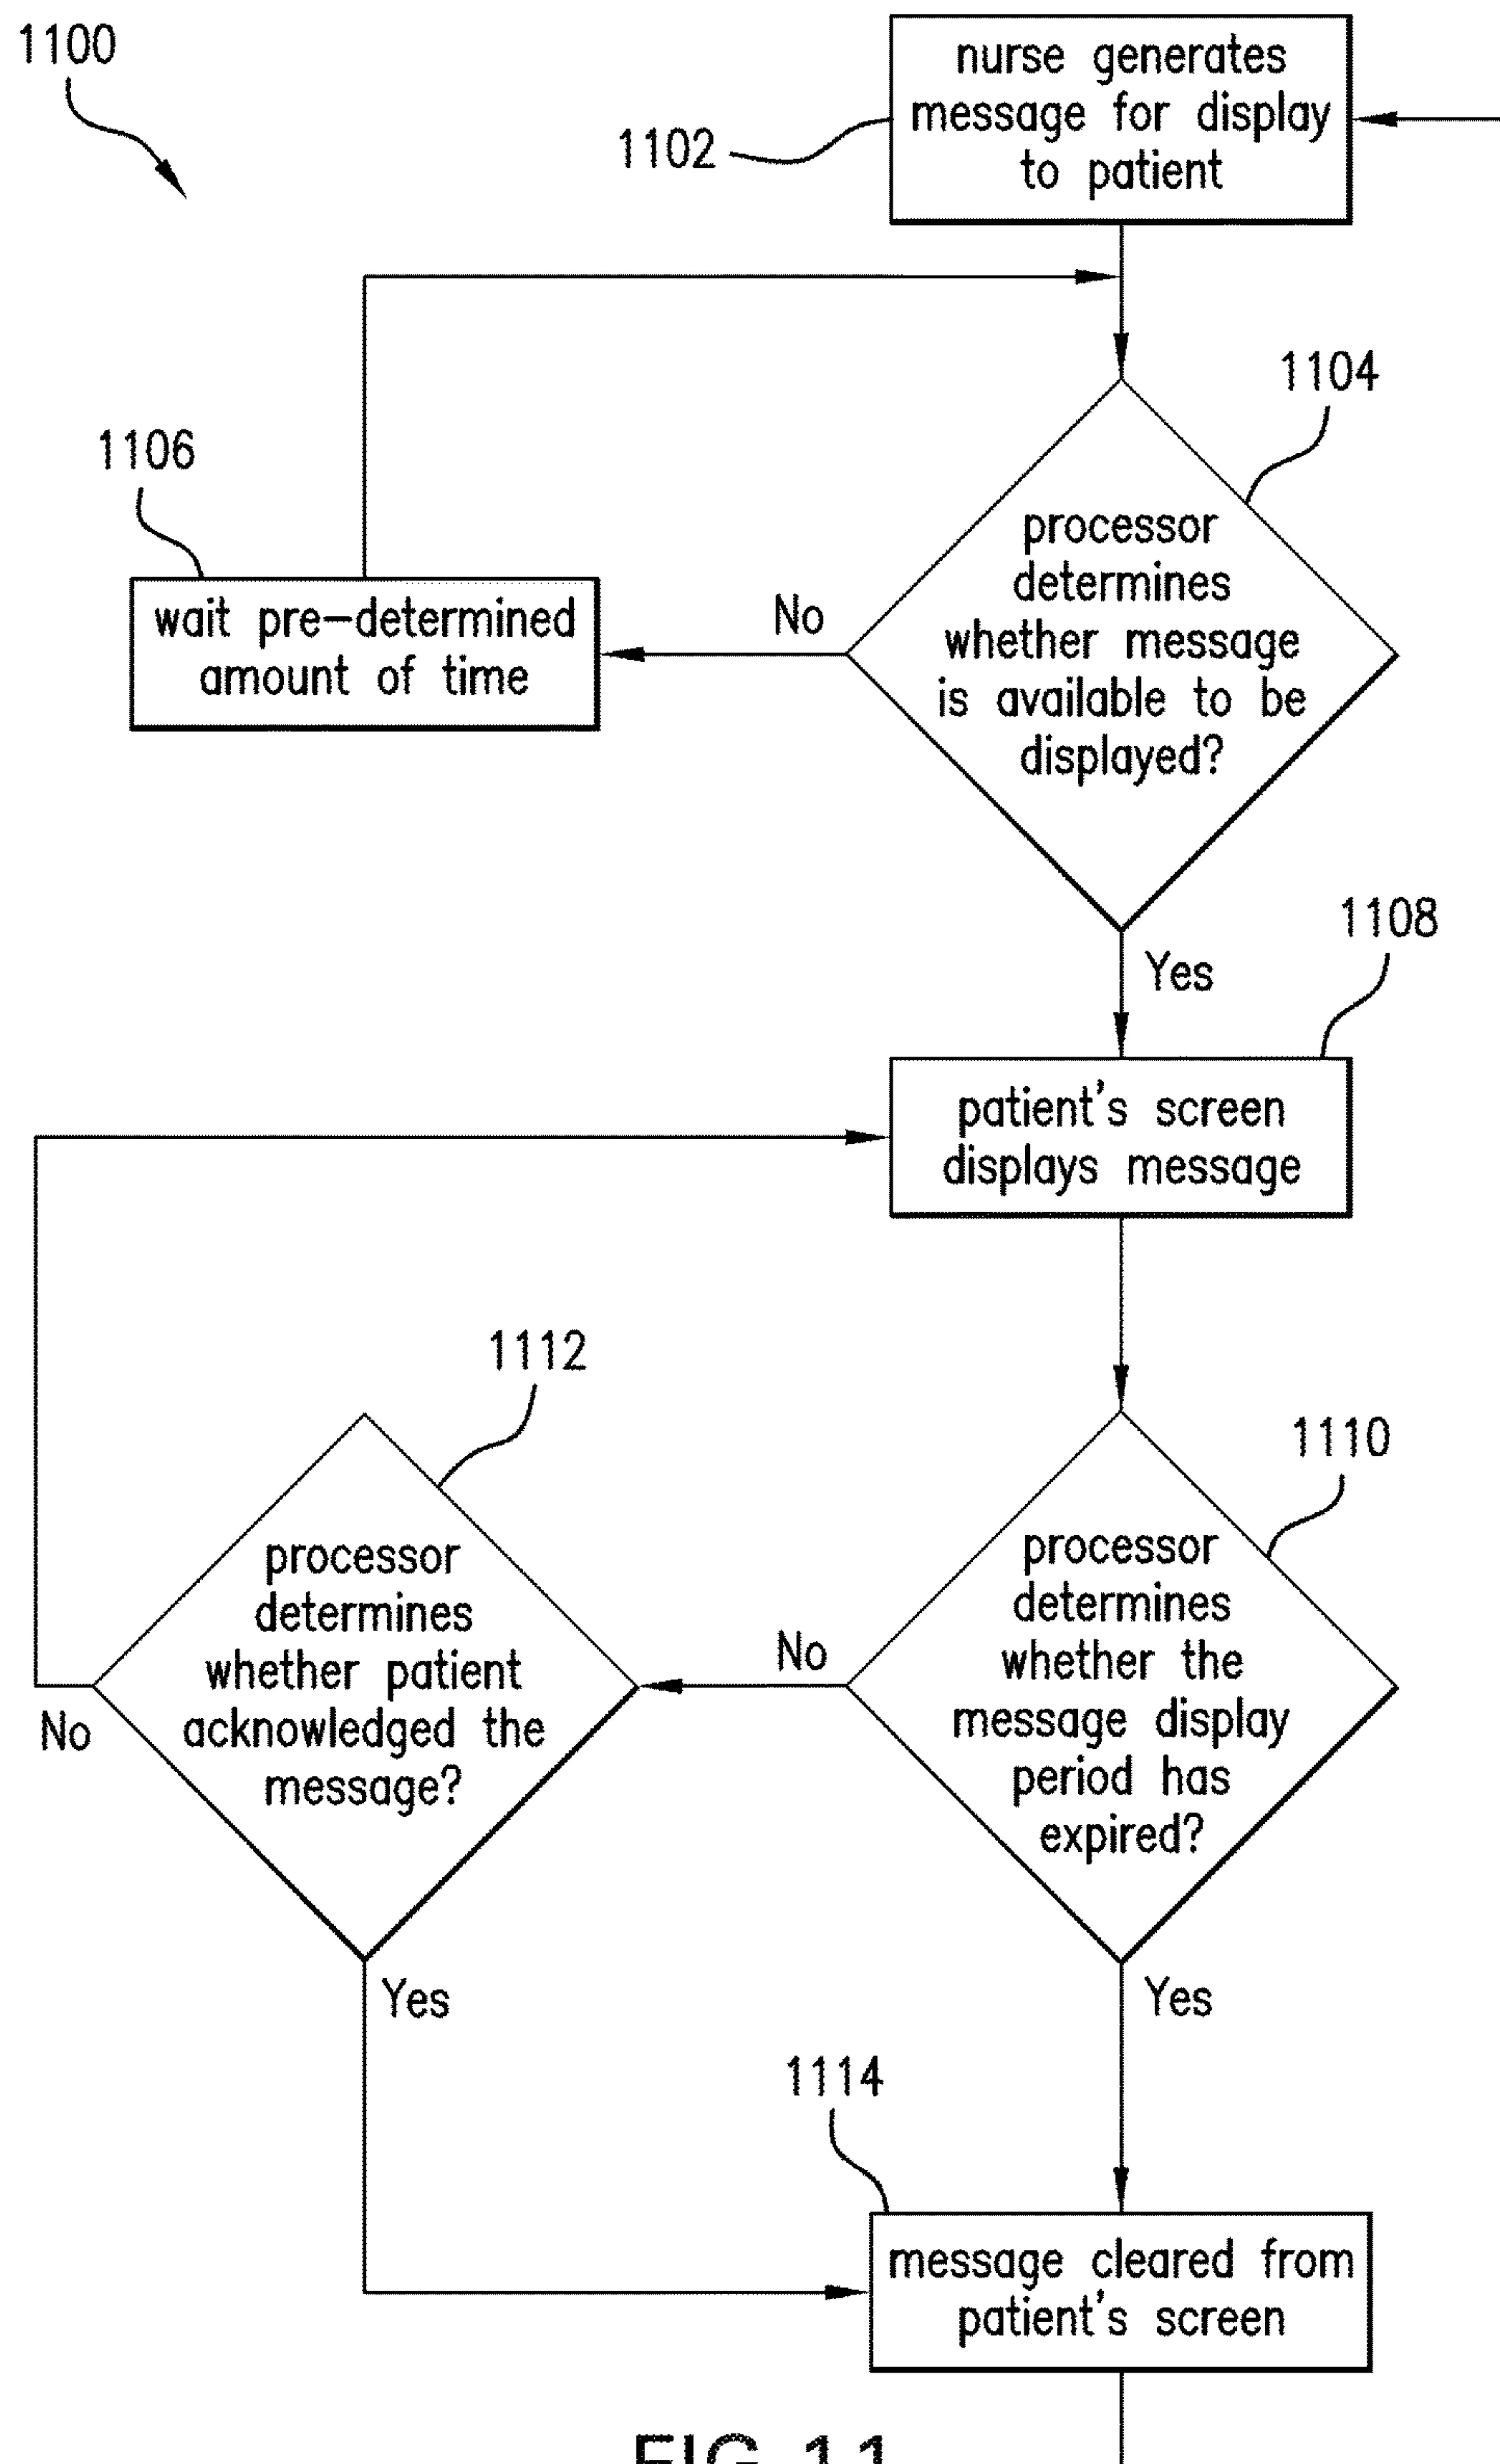 1100
nurse generates
message for display
to patient
1102
1104
1106
processor
determines
whether message
is available to be
displayed?
No
wait pre-determined
amount of time
Yes
1108
patient's screen
displays message
1112
1110
processor
determines
whether the
message display
period has
expired?
No
processor
determines
whether patient
acknowledged the
message?
No
Yes
Yes
1114
message cleared from
patient's screen
FIG. 11